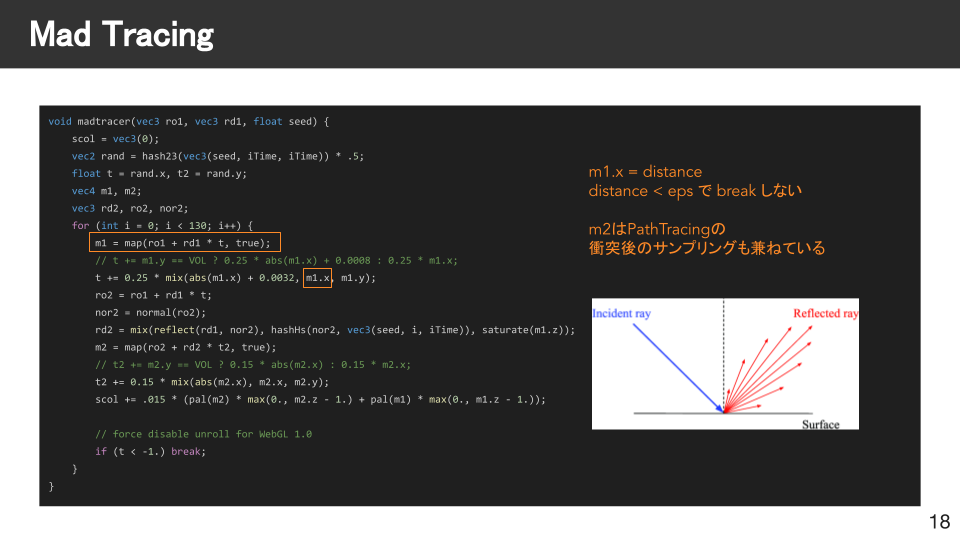 Mad Tracing
void madtracer(vec3 ro1, vec3 rd1, float seed) {
    scol = vec3(0);
    vec2 rand = hash23(vec3(seed, iTime, iTime)) * .5;
    float t = rand.x, t2 = rand.y;
    vec4 m1, m2;
    vec3 rd2, ro2, nor2;
    for (int i = 0; i < 130; i++) {
        m1 = map(ro1 + rd1 * t, true);
        // t += m1.y == VOL ? 0.25 * abs(m1.x) + 0.0008 : 0.25 * m1.x;
        t += 0.25 * mix(abs(m1.x) + 0.0032, m1.x, m1.y);
        ro2 = ro1 + rd1 * t;
        nor2 = normal(ro2);
        rd2 = mix(reflect(rd1, nor2), hashHs(nor2, vec3(seed, i, iTime)), saturate(m1.z));
        m2 = map(ro2 + rd2 * t2, true);
        // t2 += m2.y == VOL ? 0.15 * abs(m2.x) : 0.15 * m2.x;
        t2 += 0.15 * mix(abs(m2.x), m2.x, m2.y);
        scol += .015 * (pal(m2) * max(0., m2.z - 1.) + pal(m1) * max(0., m1.z - 1.));
        // force disable unroll for WebGL 1.0
        if (t < -1.) break;
    }
}
m1.x = distance
distance < eps で break しない
m2はPathTracingの
衝突後のサンプリングも兼ねている
Incident ray
Reflected ray
Surface
18